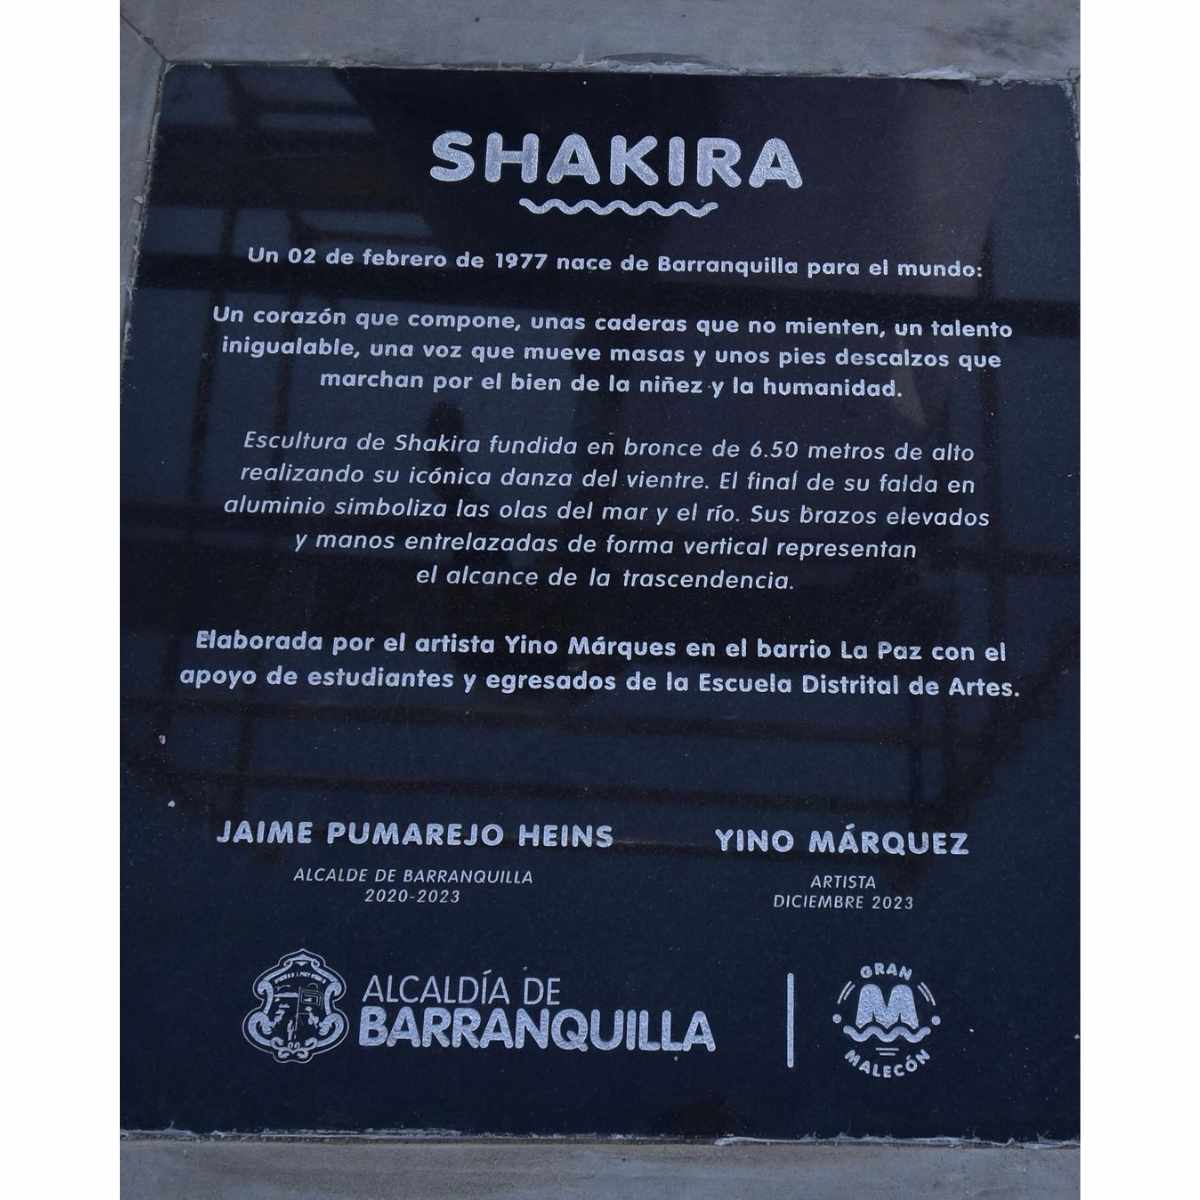 SHAKIRA
Un 02 de febrero de 1977 nace de Barranquilla para el mundo:
Un corazón que compone, unas caderas que no mienten, un talento
inigualable, una voz que mueve masas y unos pies descalzos que
marchan por el bien de la niñez y la humanidad.
Escultura de Shakira fundida en bronce de 6.50 metros de alto
realizando su icónica danza del vientre. El final de su falda en
aluminio simboliza las olas del mar y el río. Sus brazos elevados
y manos entrelazadas de forma vertical representan
el alcance de la trascendencia.
Elaborada por el artista Yino Márques en el barrio La Paz con el
apoyo de estudiantes y egresados de la Escuela Distrital de Artes.
JAIME PUMAREJO HEINS
ALCALDE DE BARRANQUILLA
2020-2023
YINO MÁRQUEZ
ARTISTA
DICIEMBRE 2023
ALCALDÍA DE
BARRANQUILLA
GRAN
M
MALECÓN